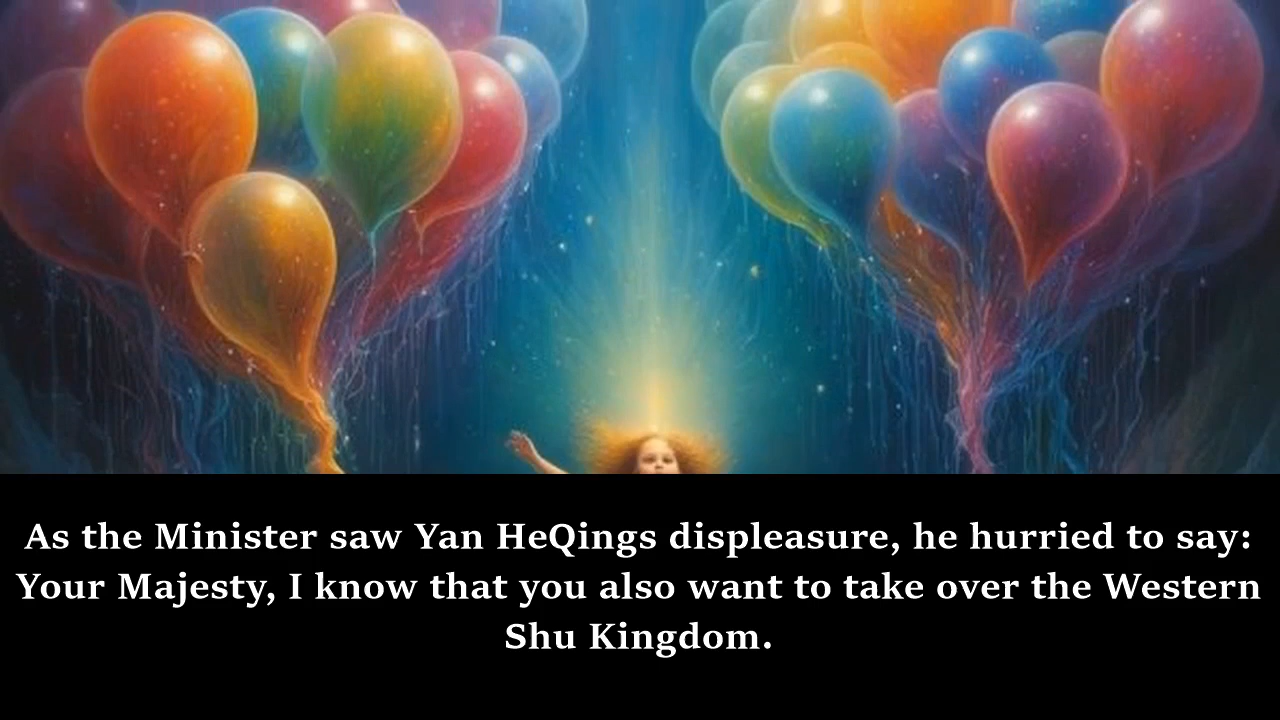 As the Minister saw Yan HeQings displeasure, he hurried to say:
Your Majesty, I know that you also want to take over the Western
Shu Kingdom.